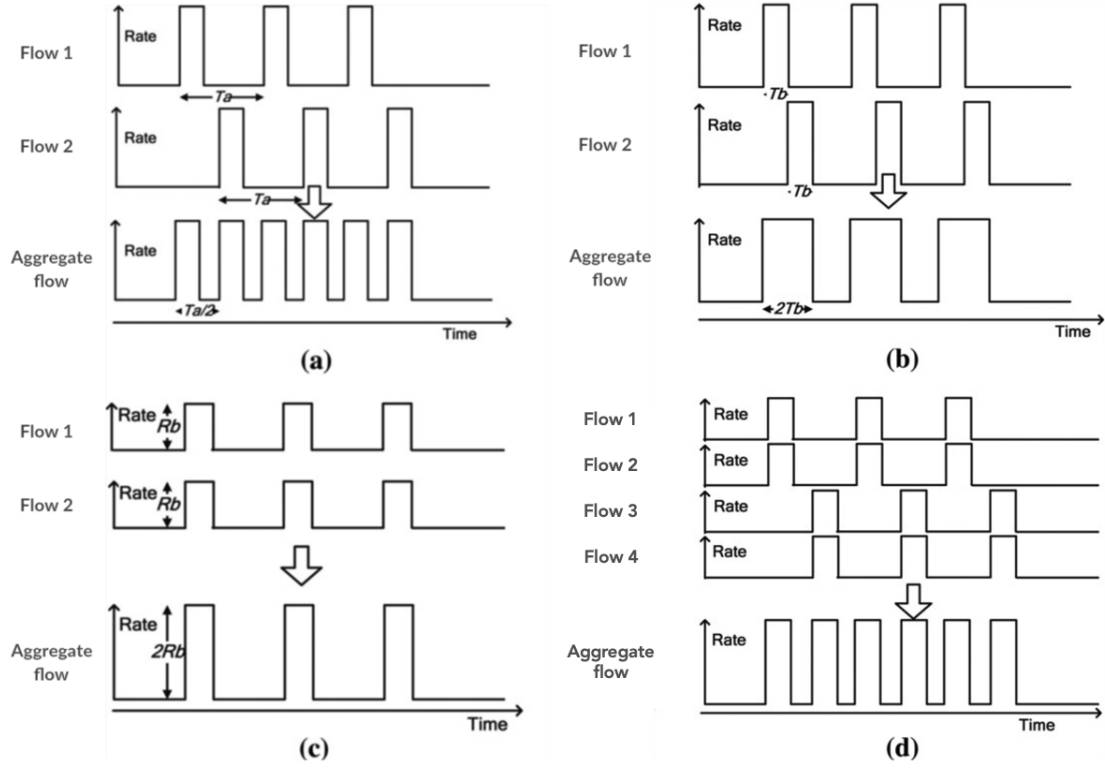 Flow 1
Rate
Ta
Flow 2
Rate
Ta
Aggregate
flow
Rate
Ta/2
Time
(a)
Flow 1
Rate
Tb
Flow 2
Rate
Tb
Aggregate
flow
Rate
2Tb
Time
(b)
Flow 1
Rate
Rb
Flow 2
Rate
Rb
Aggregate
flow
Rate
2Rb
Time
(c)
Flow 1
Rate
Flow 2
Rate
Flow 3
Rate
Flow 4
Rate
Aggregate
flow
Rate
Time
(d)